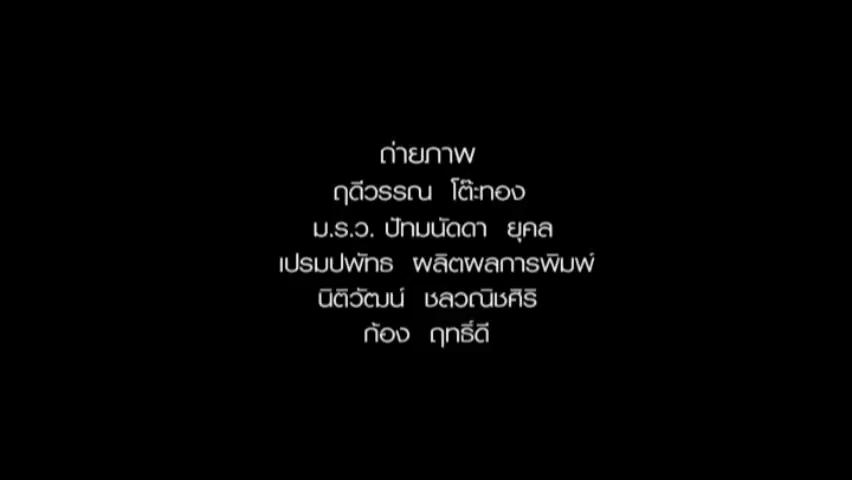 ถ่ายภาพ
ฤดีวรรณ โต๊ะทอง
ม.ร.ว. ปัทมนัดดา ยุคล
เปรมปพัทธ ผลิตผลการพิมพ์
นิติวัฒน์ ชลวณิชศิริ
ก้อง ฤทธิ์ดี